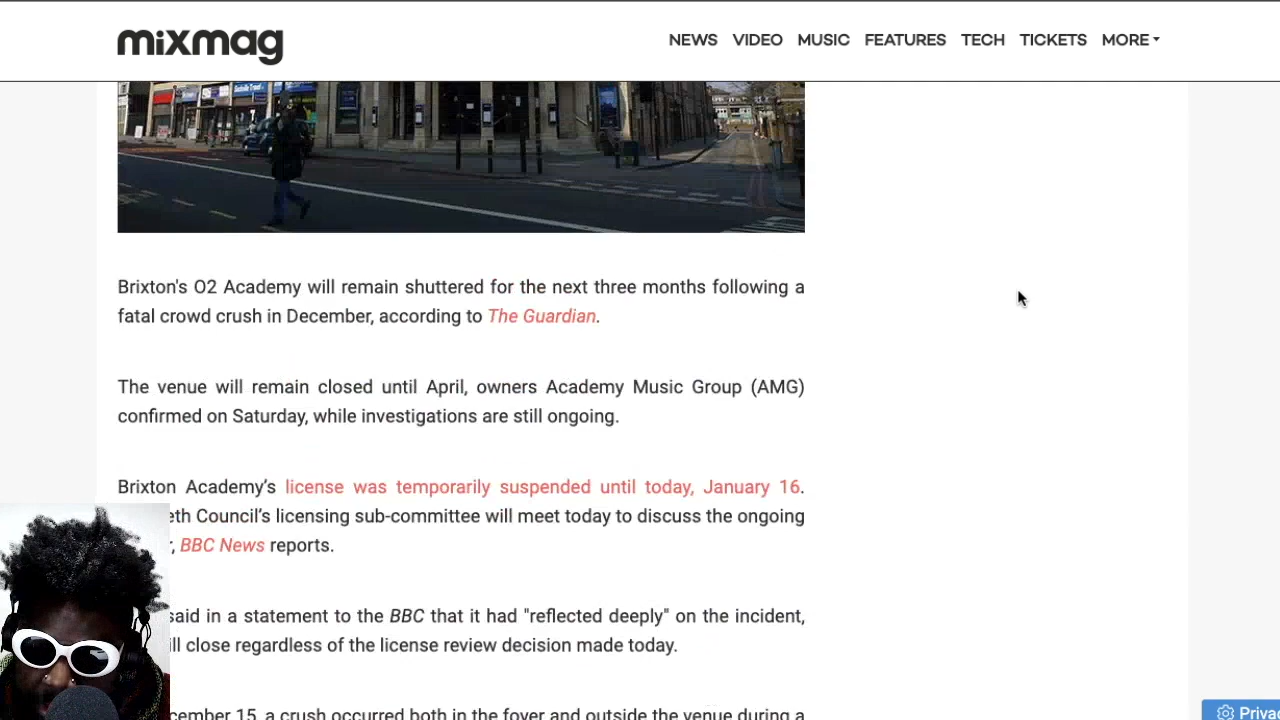 mixmag
NEWS VIDEO MUSIC FEATURES TECH TICKETS MORE
Brixton's O2 Academy will remain shuttered for the next three months following a
fatal crowd crush in December, according to The Guardian.
The venue will remain closed until April, owners Academy Music Group (AMG)
confirmed on Saturday, while investigations are still ongoing.
Brixton Academy’s license was temporarily suspended until today, January 16.
eth Council’s licensing sub-committee will meet today to discuss the ongoing
BBC News reports.
said in a statement to the BBC that it had "reflected deeply" on the incident,
ill close regardless of the license review decision made today.
cember 15, a crush occurred both in the foyer and outside the venue during a
Privac